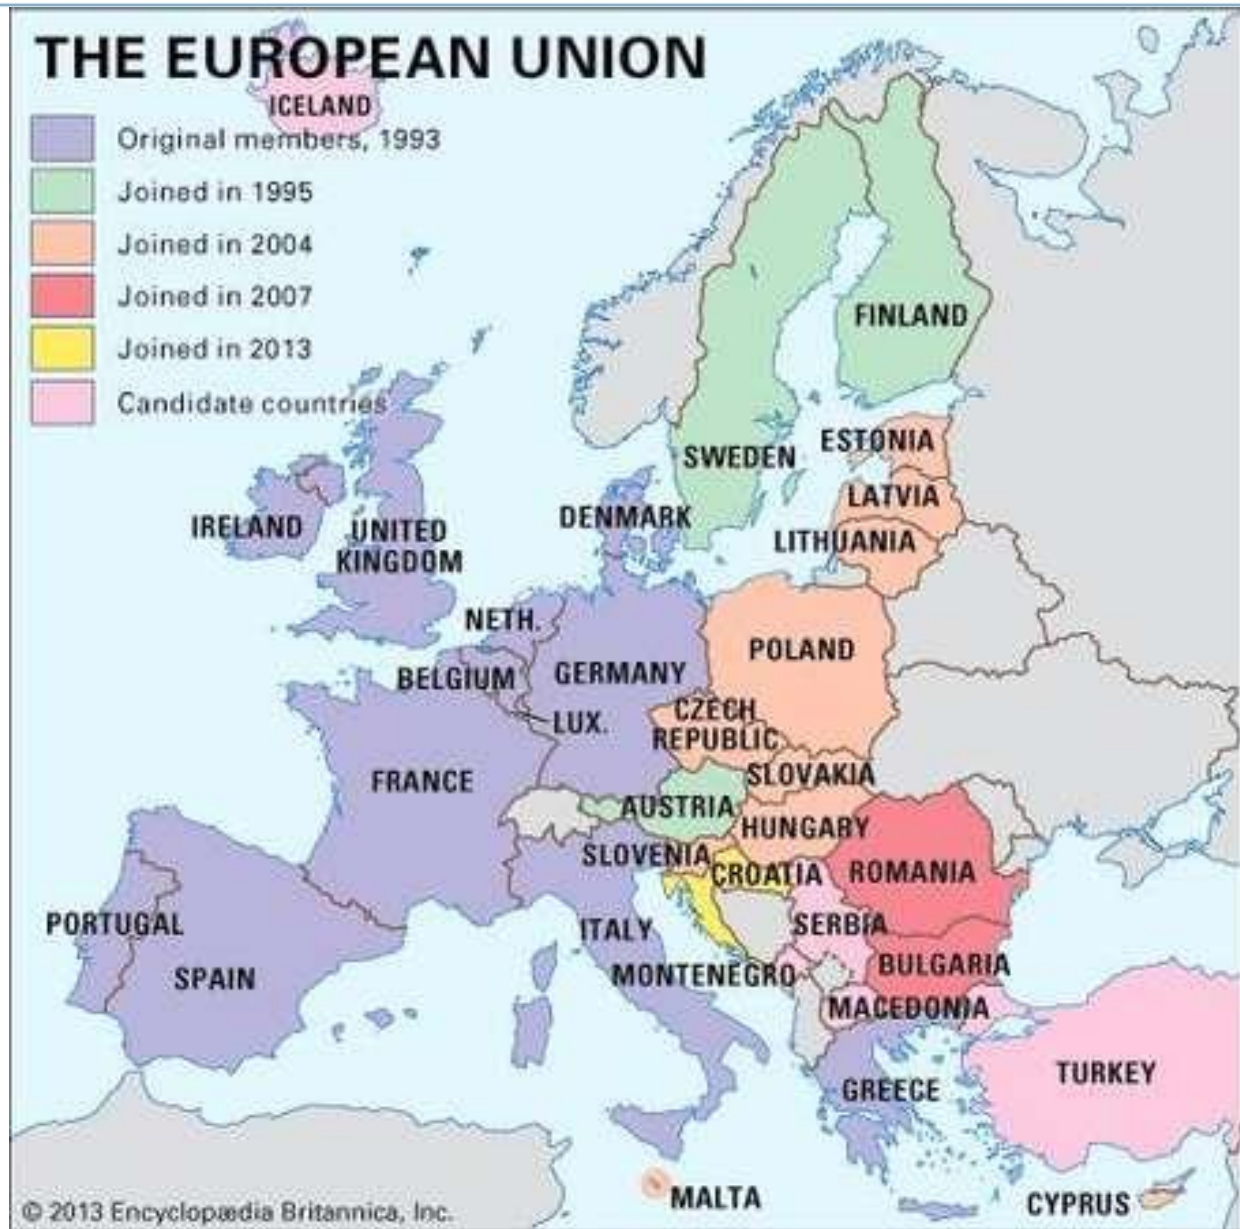 THE EUROPEAN UNION
ICELAND
Original members, 1993
Joined in 1995
Joined in 2004
Joined in 2007
Joined in 2013
Candidate countries
FINLAND
SWEDEN
ESTONIA
LATVIA
LITHUANIA
DENMARK
IRELAND
UNITED
KINGDOM
NETH.
BELGIUM
GERMANY
POLAND
LUX.
CZECH
REPUBLIC
SLOVAKIA
FRANCE
AUSTRIA
HUNGARY
SLOVENIA
CROATIA
ROMANIA
PORTUGAL
SPAIN
ITALY
SERBIA
MONTENEGRO
BULGARIA
MACEDONIA
GREECE
TURKEY
MALTA
CYPRUS
© 2013 Encyclopædia Britannica, Inc.